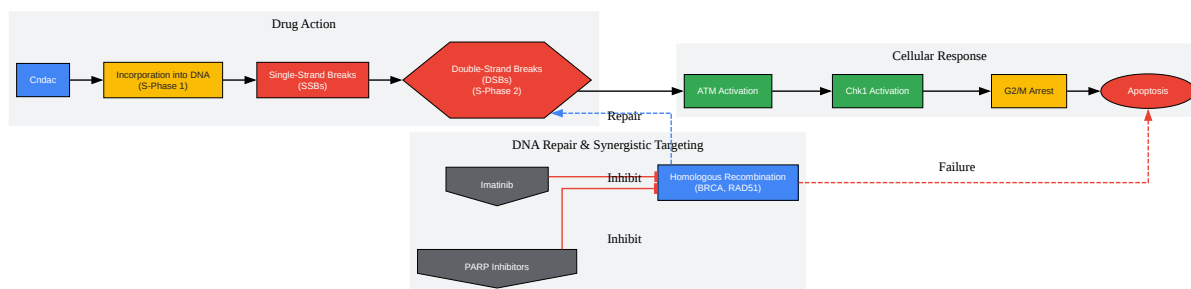 Drug Action
Cndac
Incorporation into DNA
(S-Phase 1)
Single-Strand Breaks
(SSBs)
Double-Strand Breaks
(DSBs)
(S-Phase 2)
Cellular Response
ATM Activation
Chk1 Activation
G2/M Arrest
Apoptosis
Repair
DNA Repair & Synergistic Targeting
Imatinib
Inhibit
Homologous Recombination
(BRCA, RAD51)
Failure
Inhibit
PARP Inhibitors